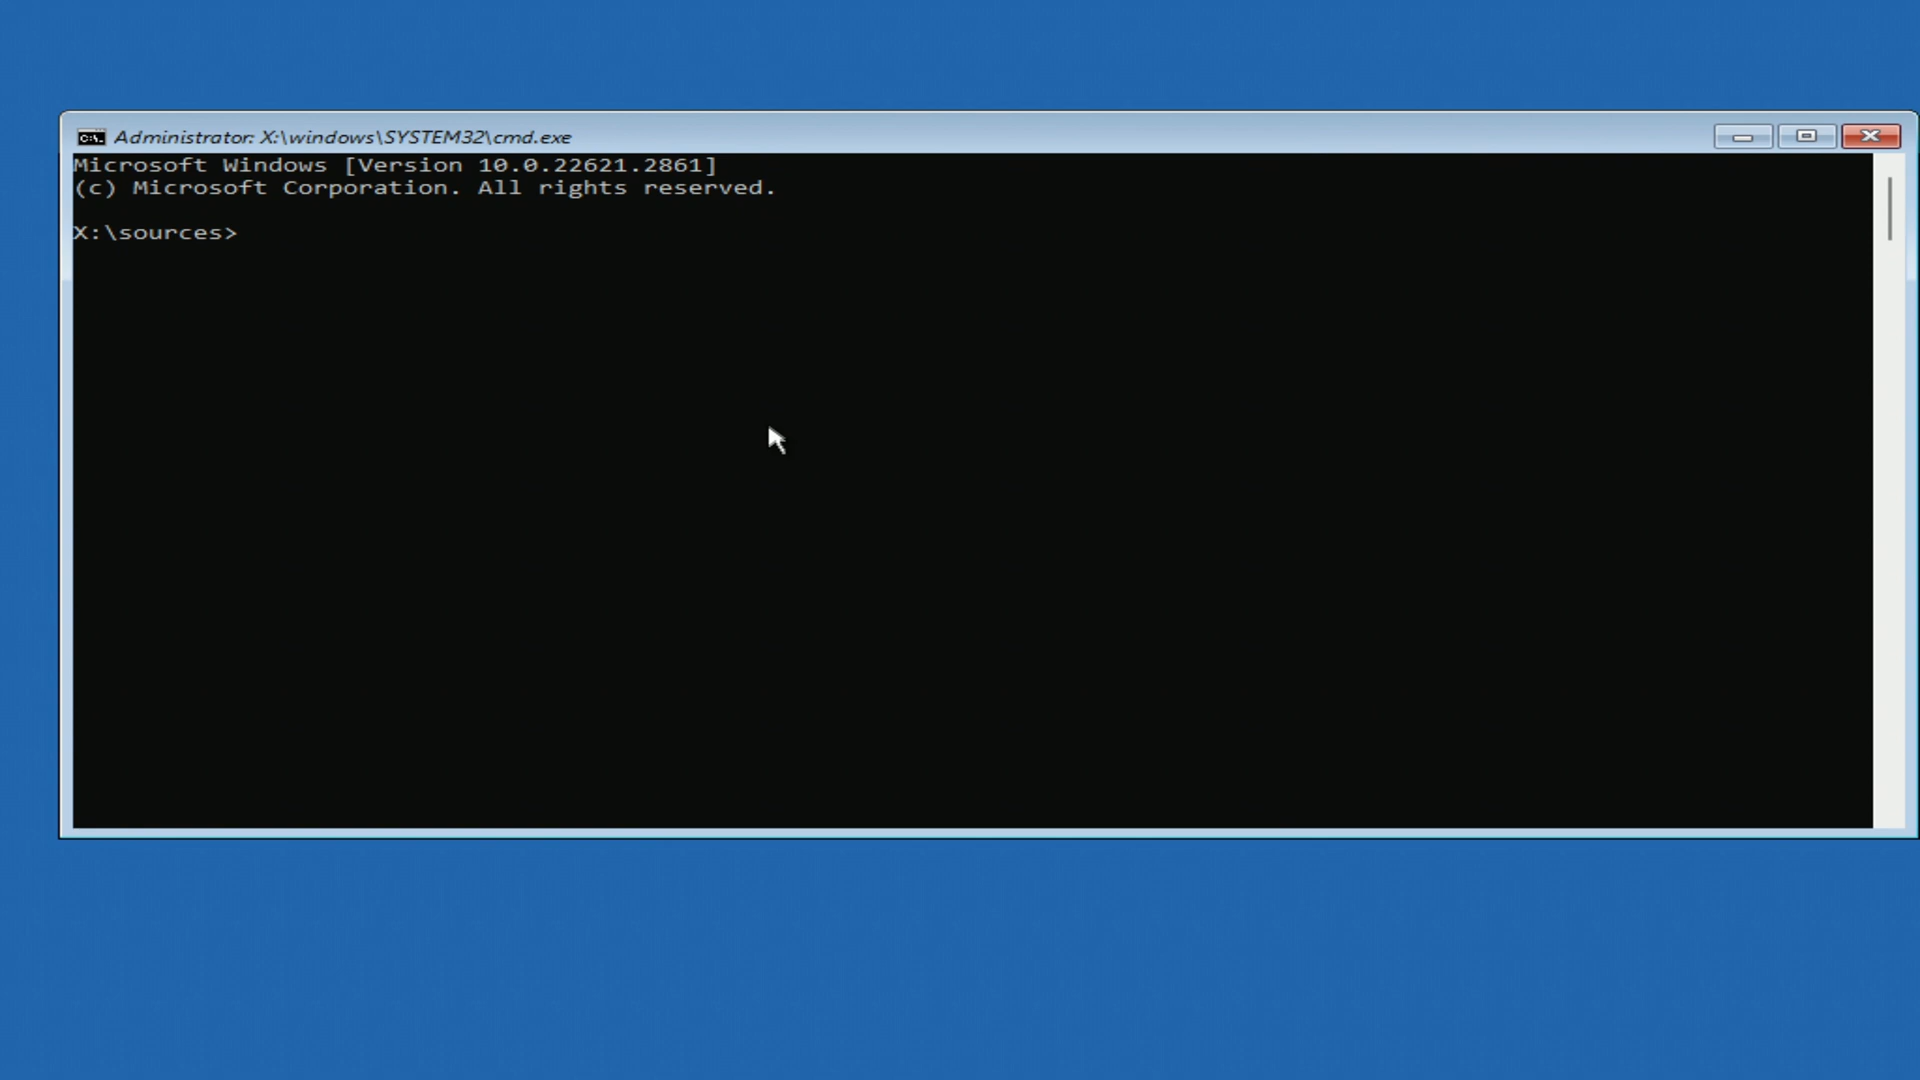 Administrator: X:\windows\SYSTEM32\cmd.exe
Microsoft Windows [Version 10.0.22621.2861]
(c) Microsoft Corporation. All rights reserved.
X:\sources>